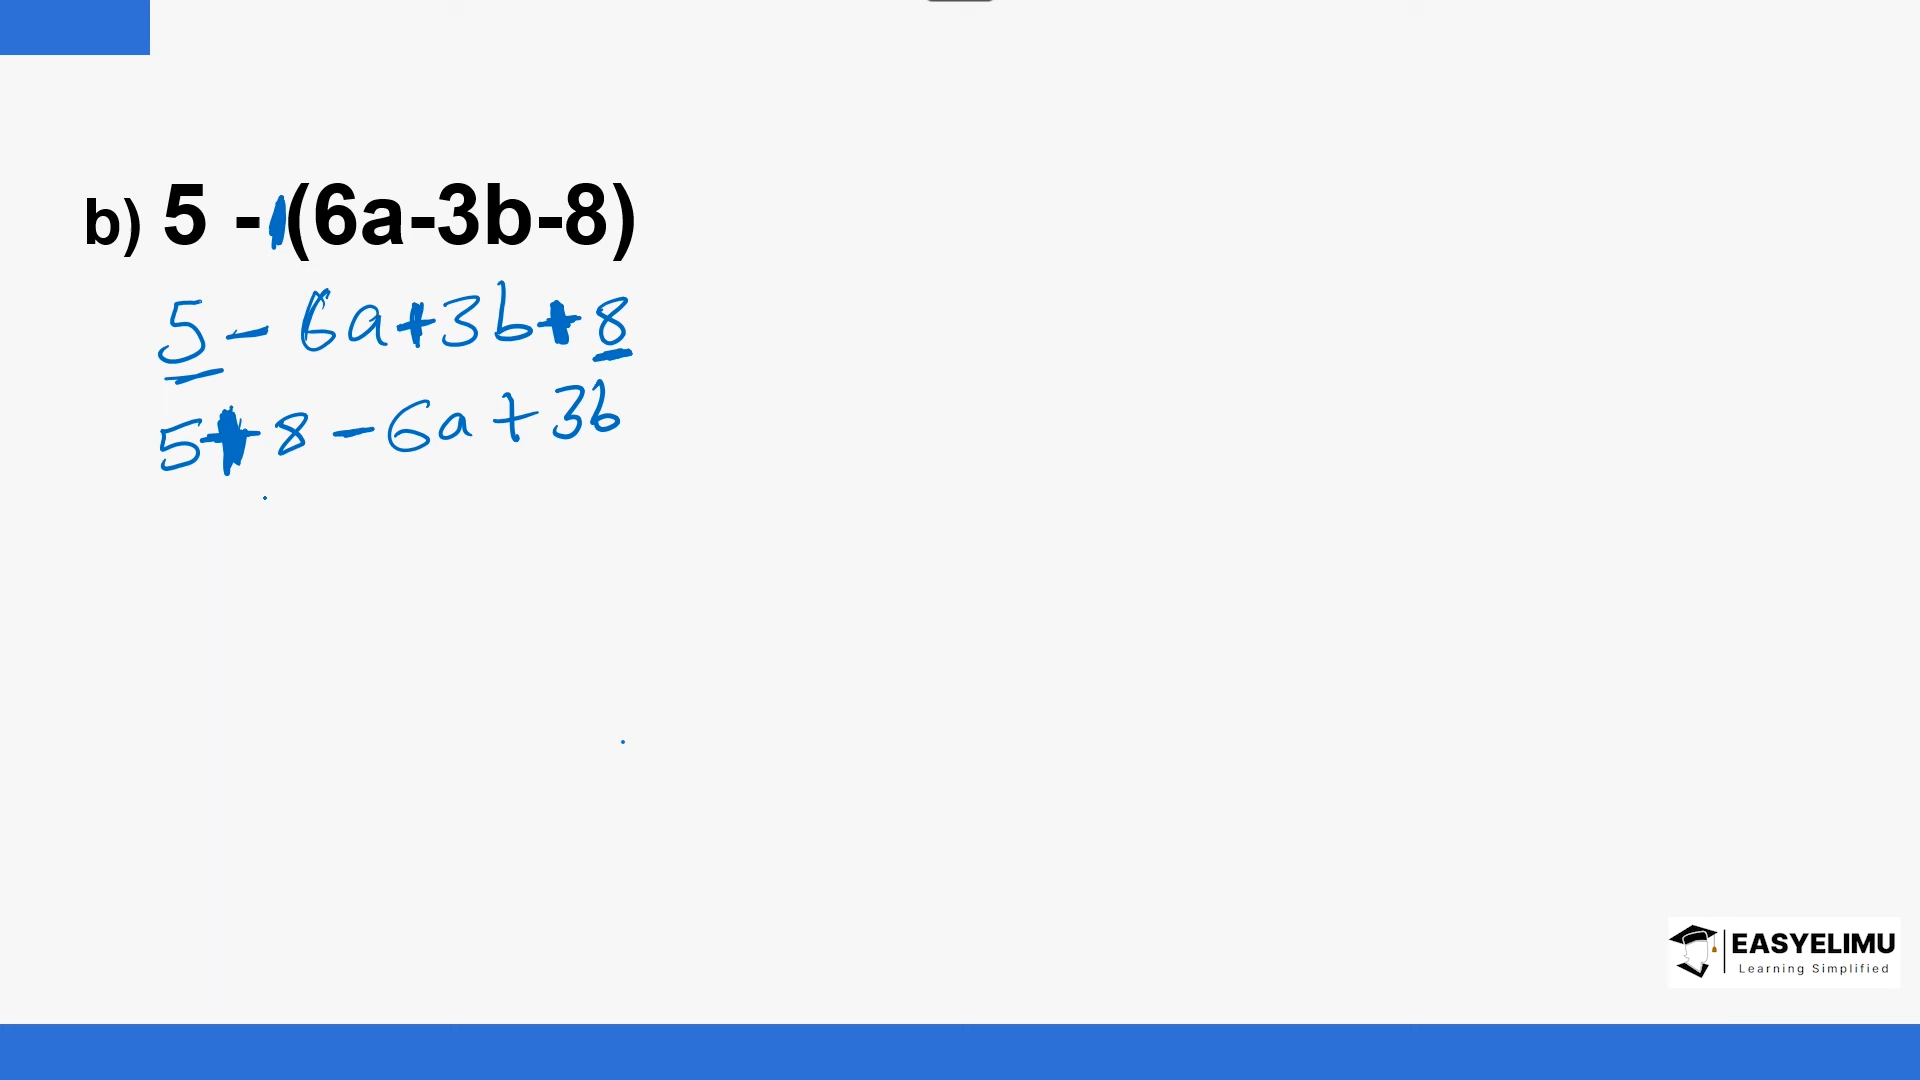 b) 5 - 1(6a-3b-8)
5 - 6a + 3b + 8
5 + 8 - 6a + 3b
EASYELIMU
Learning Simplified